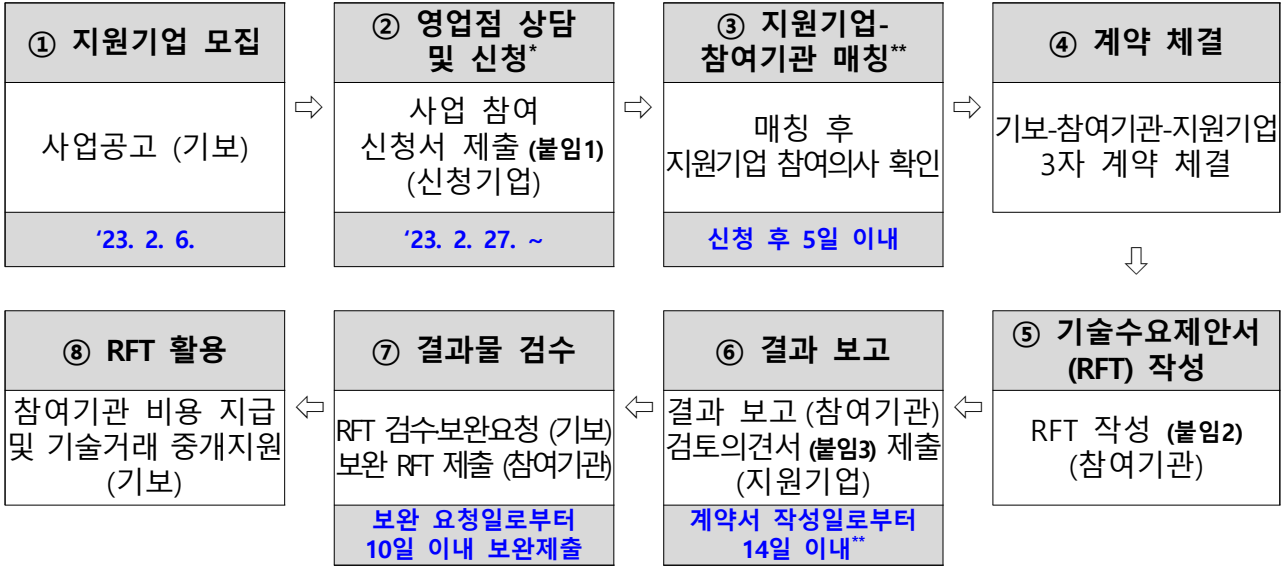 ① 지원기업 모집
사업공고 (기보)
‘23. 2. 6.
⇨
② 영업점 상담
및 신청*
사업 참여
신청서 제출 (붙임1)
(신청기업)
‘23. 2. 27. ~
⇨
③ 지원기업-
참여기관 매칭**
매칭 후
지원기업 참여의사 확인
신청 후 5일 이내
⇨
④ 계약 체결
기보-참여기관-지원기업
3자 계약 체결
⇩
⑤ 기술수요제안서
(RFT) 작성
RFT 작성 (붙임2)
(참여기관)
⇦
⑥ 결과 보고
결과 보고 (참여기관)
검토의견서 (붙임3) 제출
(지원기업)
계약서 작성일로부터
14일 이내**
⇦
⑦ 결과물 검수
RFT 검수·보완요청 (기보)
보완 RFT 제출 (참여기관)
보완 요청일로부터
10일 이내 보완제출
⇦
⑧ RFT 활용
참여기관 비용 지급
및 기술거래 중개지원
(기보)